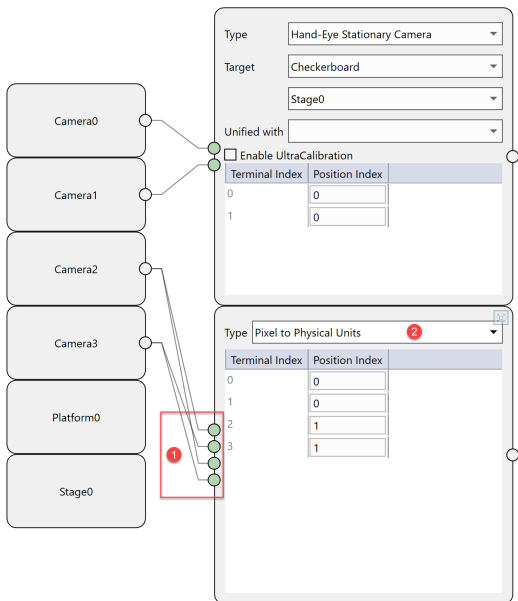 Type Hand-Eye Stationary Camera
Target Checkerboard
Stage0
Unified with
Enable UltraCalibration
Terminal Index Position Index
0 0
1 0
Camera0
Camera1
Camera2
Camera3
Platform0
Stage0
Type Pixel to Physical Units 2
Terminal Index Position Index
0 0
1 0
2 1
3 1
1